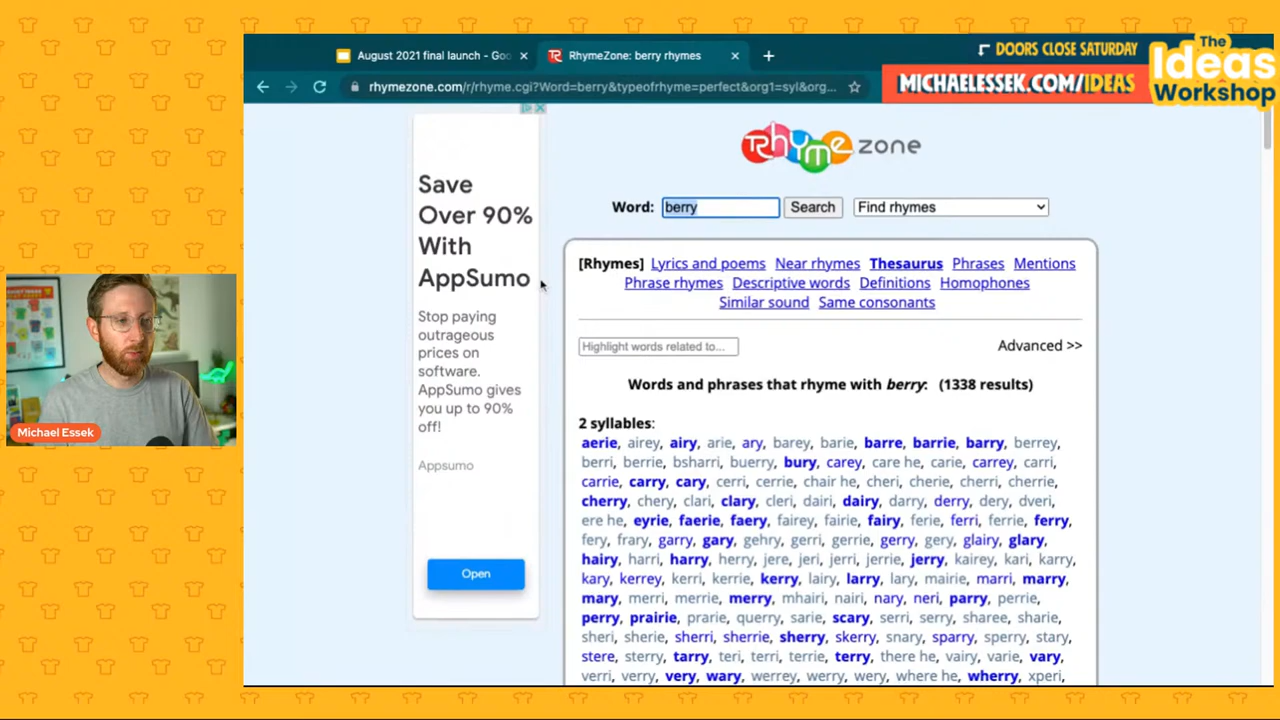 August 2021 final launch - Goo
RhymeZone: berry rhymes
DOORS CLOSE SATURDAY
MICHAELESSEK.COM/IDEAS
The
Ideas
Workshop
rhymezone.com/r/rhyme.cgi?Word=berry&typeofrhyme=perfect&org1=syl&org...
Save
Over 90%
With
AppSumo
Stop paying
outrageous
prices on
software.
AppSumo gives
you up to 90%
off!
Appsumo
Open
Rhyme zone
Word: berry Search Find rhymes
[Rhymes] Lyrics and poems Near rhymes Thesaurus Phrases Mentions
Phrase rhymes Descriptive words Definitions Homophones
Similar sound Same consonants
Highlight words related to... Advanced >>
Words and phrases that rhyme with berry: (1338 results)
2 syllables:
aerie, airey, airy, arie, ary, barey, barie, barre, barrie, barry, berrey,
berri, berrie, bsharri, buerry, bury, carey, care he, carie, carrey, carri,
carrie, carry, cary, cerri, cerrie, chair he, cheri, cherie, cherri, cherrie,
cherry, chery, clari, clary, cleri, dairi, dairy, darry, derry, dery, dveri,
ere he, eyrie, faerie, faery, fairey, fairie, fairy, ferie, ferri, ferrie, ferry,
fery, frary, garry, gary, gehry, gerri, gerrie, gerry, gery, glairy, glary,
hairy, harri, harry, herry, jere, jeri, jerri, jerrie, jerry, kairey, kari, karry,
kary, kerrey, kerri, kerrie, kerry, lairy, larry, lary, mairie, marri, marry,
mary, merri, merrie, merry, mhairi, nairi, nary, neri, parry, perrie,
perry, prairie, prarie, querry, sarie, scary, serri, serry, sharee, sharie,
sheri, sherie, sherri, sherrie, sherry, skerry, snary, sparry, sperry, stary,
stere, sterry, tarry, teri, terri, terrie, terry, there he, vairy, varie, vary,
verri, verry, very, wary, werrey, werry, wery, where he, wherry, xperi,
Michael Essek